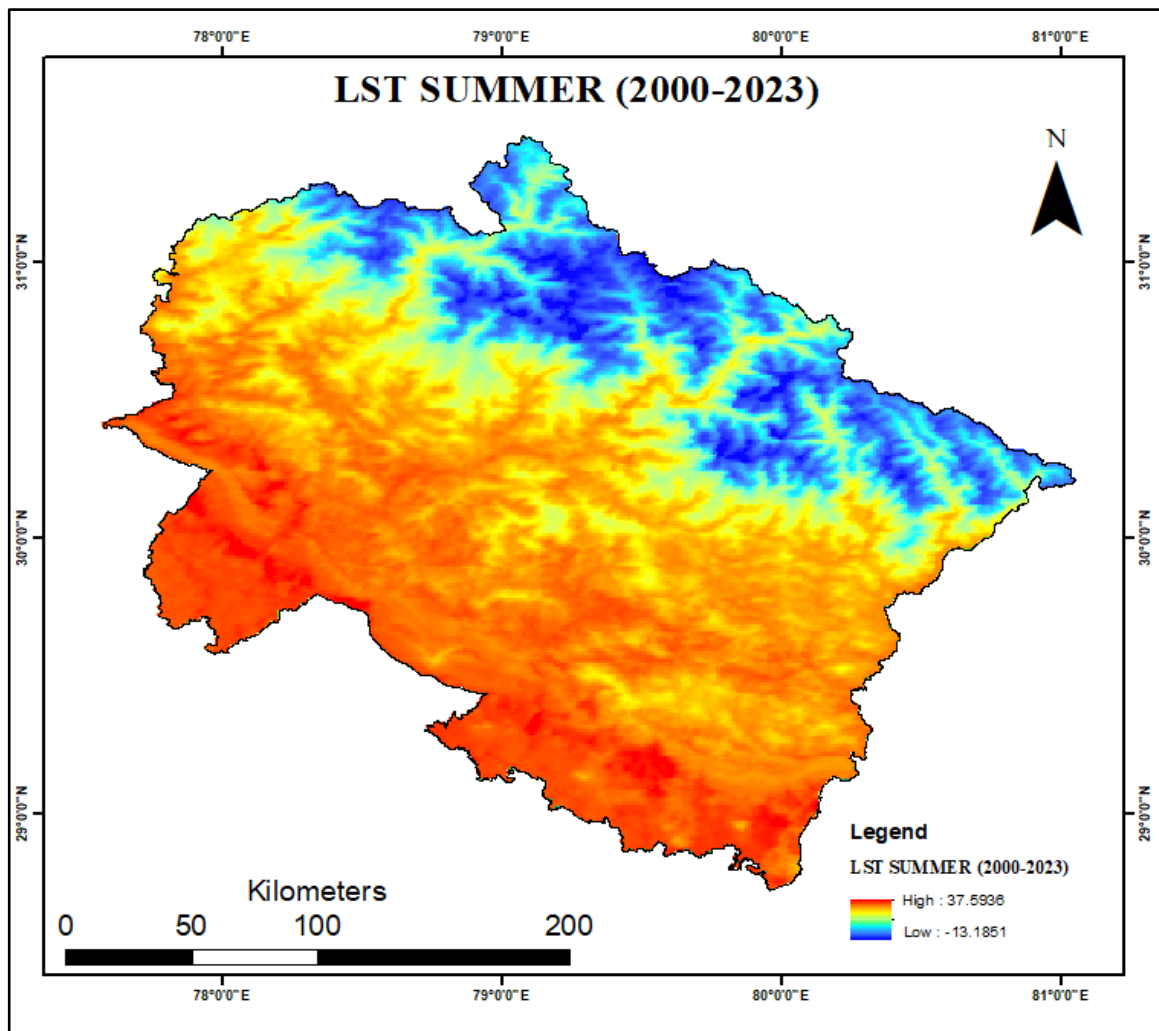 78°0'0"E 79°0'0"E 80°0'0"E 81°0'0"E
LST SUMMER (2000-2023)
N
31°0'0"N 31°0'0"N
30°0'0"N 30°0'0"N
29°0'0"N 29°0'0"N
Legend
LST SUMMER (2000-2023)
High : 37.5936
Low : -13.1851
Kilometers
0 50 100 200
78°0'0"E 79°0'0"E 80°0'0"E 81°0'0"E